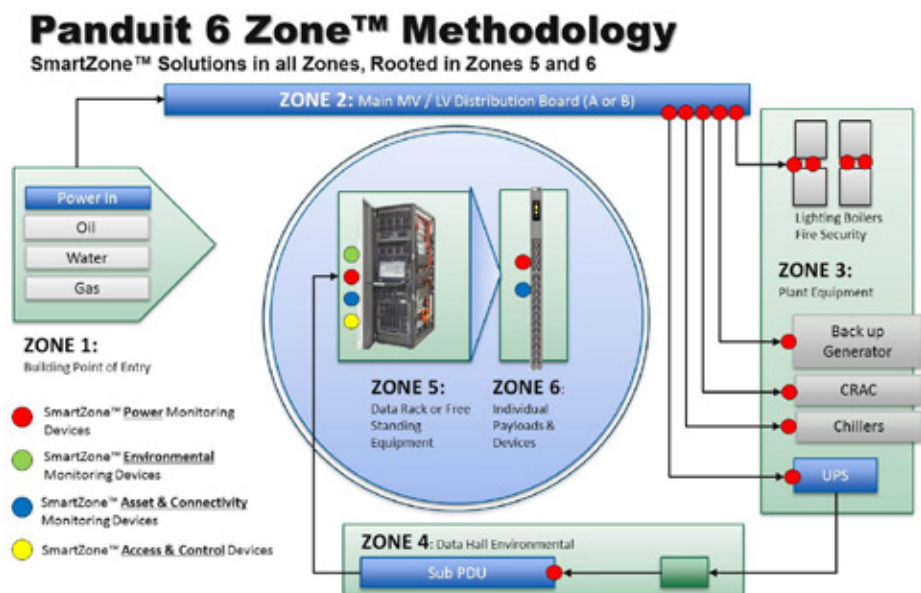 Panduit 6 Zone™ Methodology
SmartZone™ Solutions in all Zones, Rooted in Zones 5 and 6
ZONE 2: Main MV / LV Distribution Board (A or B)
Power In
Oil
Water
Gas
ZONE 1:
Building Point of Entry
SmartZone™ Power Monitoring
Devices
SmartZone™ Environmental
Monitoring Devices
SmartZone™ Asset & Connectivity
Monitoring Devices
SmartZone™ Access & Control Devices
ZONE 5:
Data Rack or Free
Standing
Equipment
ZONE 6:
Individual
Payloads &
Devices
Lighting Boilers
Fire Security
ZONE 3:
Plant Equipment
Back up
Generator
CRAC
Chillers
UPS
ZONE 4: Data Hall Environmental
Sub PDU